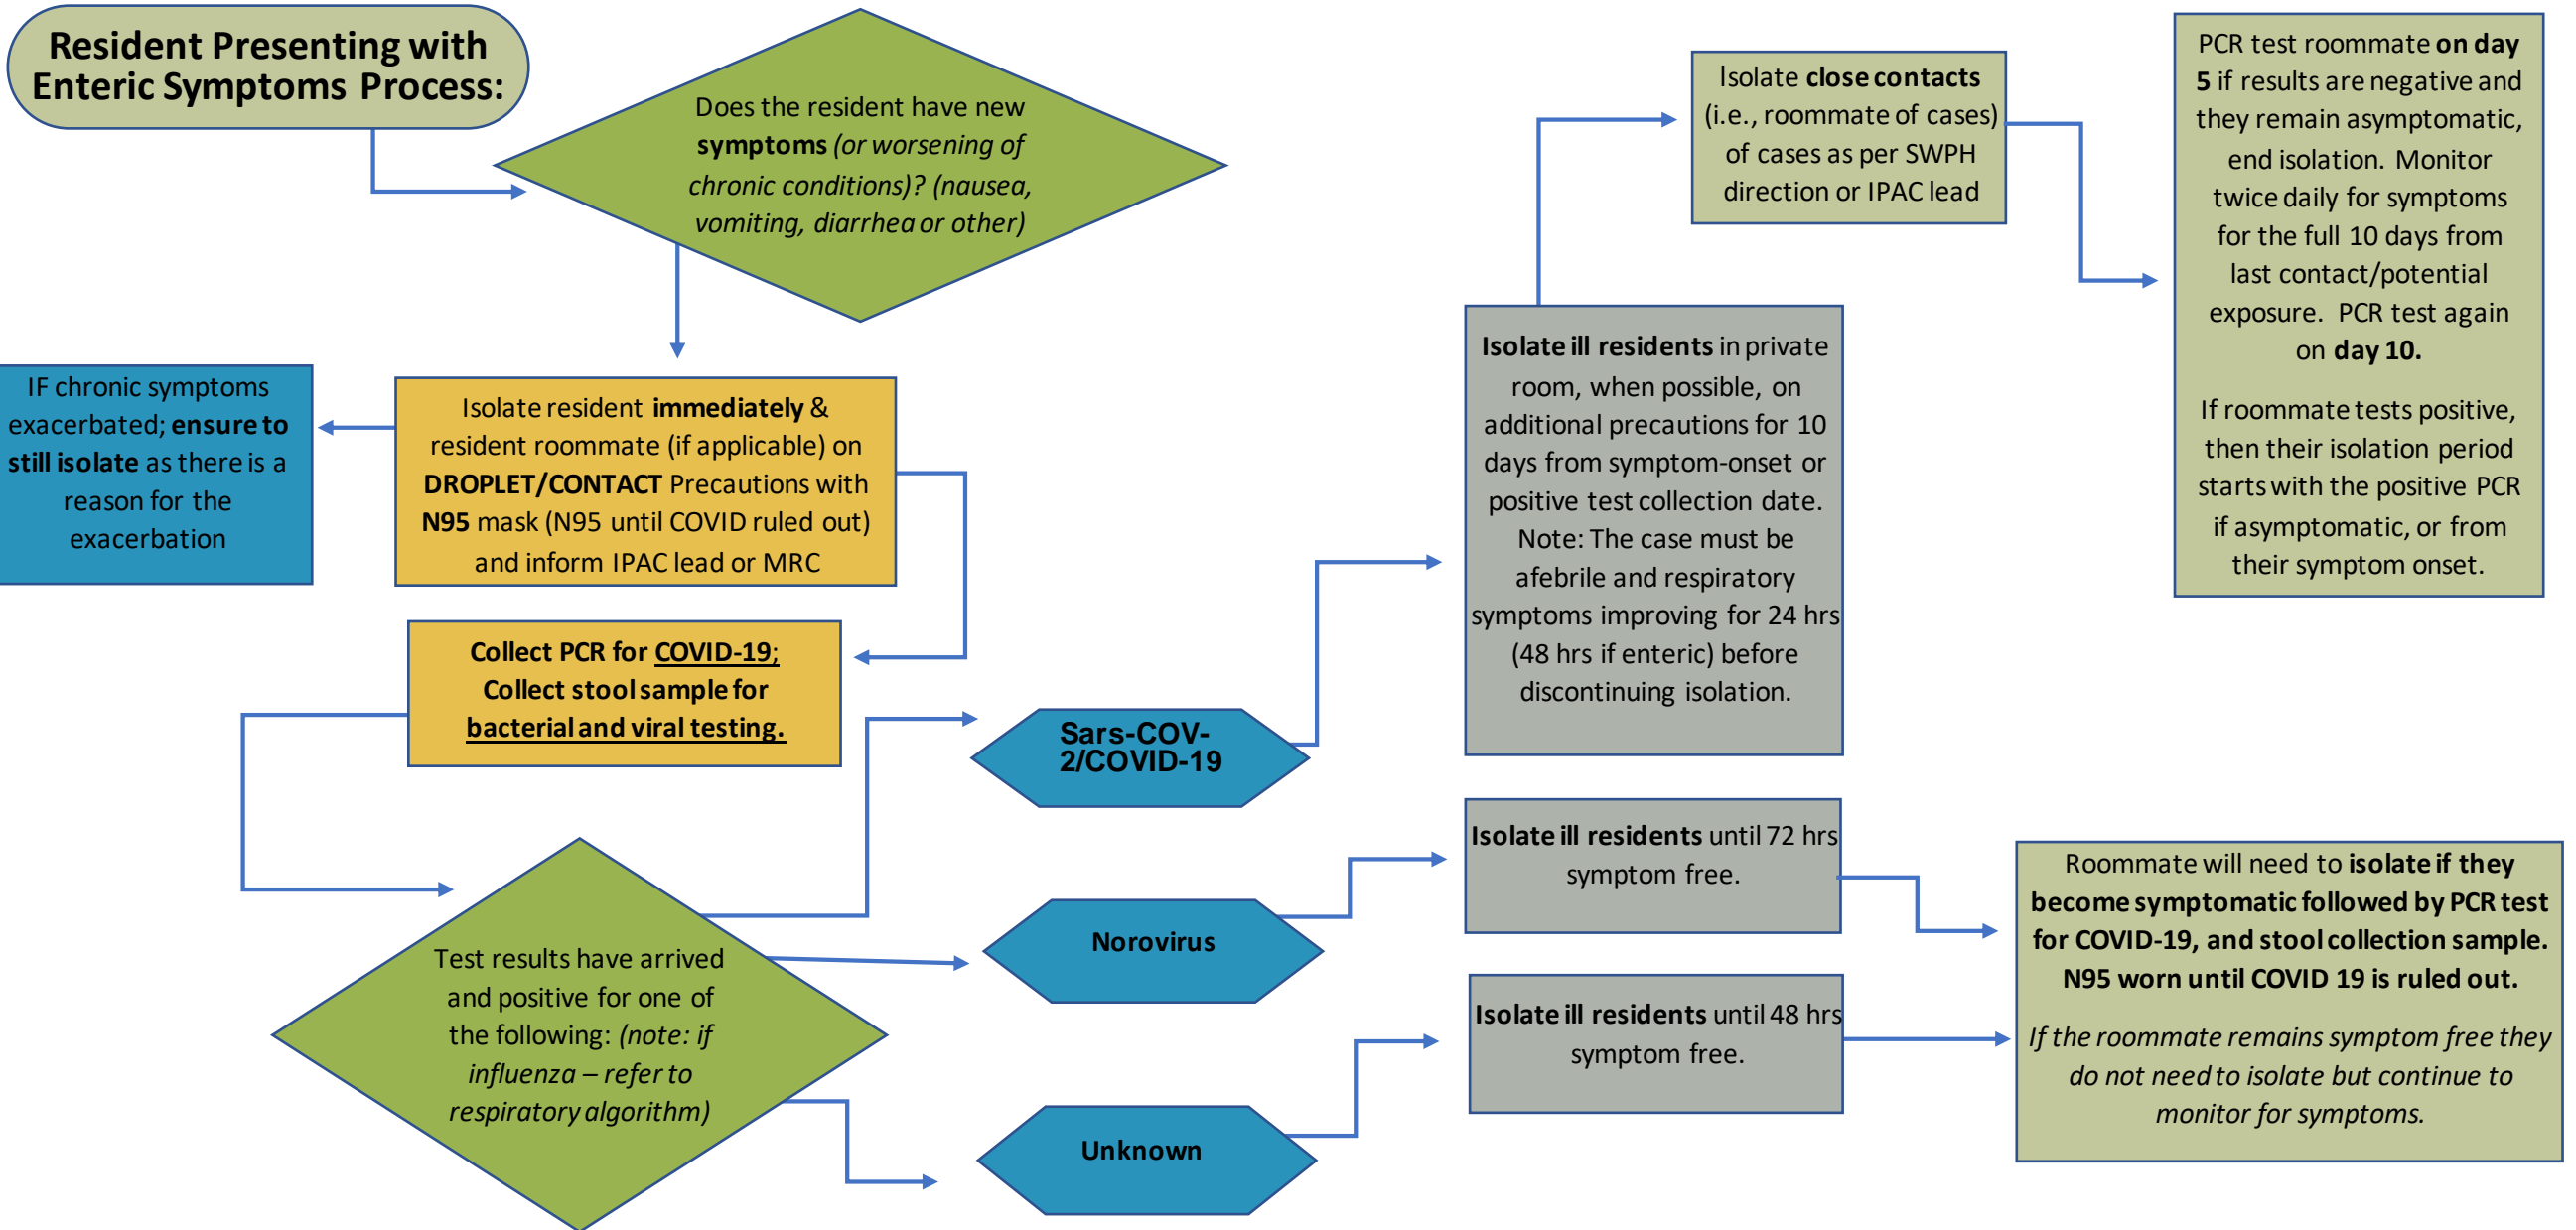 Resident Presenting with
Enteric Symptoms Process:
Does the resident have new
symptoms (or worsening of
chronic conditions)? (nausea,
vomiting, diarrhea or other)
IF chronic symptoms
exacerbated; ensure to
still isolate as there is a
reason for the
exacerbation
Isolate resident immediately &
resident roommate (if applicable) on
DROPLET/CONTACT Precautions with
N95 mask (N95 until COVID ruled out)
and inform IPAC lead or MRC
Collect PCR for COVID-19;
Collect stool sample for
bacterial and viral testing.
Test results have arrived
and positive for one of
the following: (note: if
influenza – refer to
respiratory algorithm)
Sars-COV-
2/COVID-19
Norovirus
Unknown
Isolate ill residents in private
room, when possible, on
additional precautions for 10
days from symptom-onset or
positive test collection date.
Note: The case must be
afebrile and respiratory
symptoms improving for 24 hrs
(48 hrs if enteric) before
discontinuing isolation.
Isolate ill residents until 72 hrs
symptom free.
Isolate ill residents until 48 hrs
symptom free.
Isolate close contacts
(i.e., roommate of cases)
of cases as per SWPH
direction or IPAC lead
PCR test roommate on day
5 if results are negative and
they remain asymptomatic,
end isolation. Monitor
twice daily for symptoms
for the full 10 days from
last contact/potential
exposure. PCR test again
on day 10.
If roommate tests positive,
then their isolation period
starts with the positive PCR
if asymptomatic, or from
their symptom onset.
Roommate will need to isolate if they
become symptomatic followed by PCR test
for COVID-19, and stool collection sample.
N95 worn until COVID 19 is ruled out.
If the roommate remains symptom free they
do not need to isolate but continue to
monitor for symptoms.